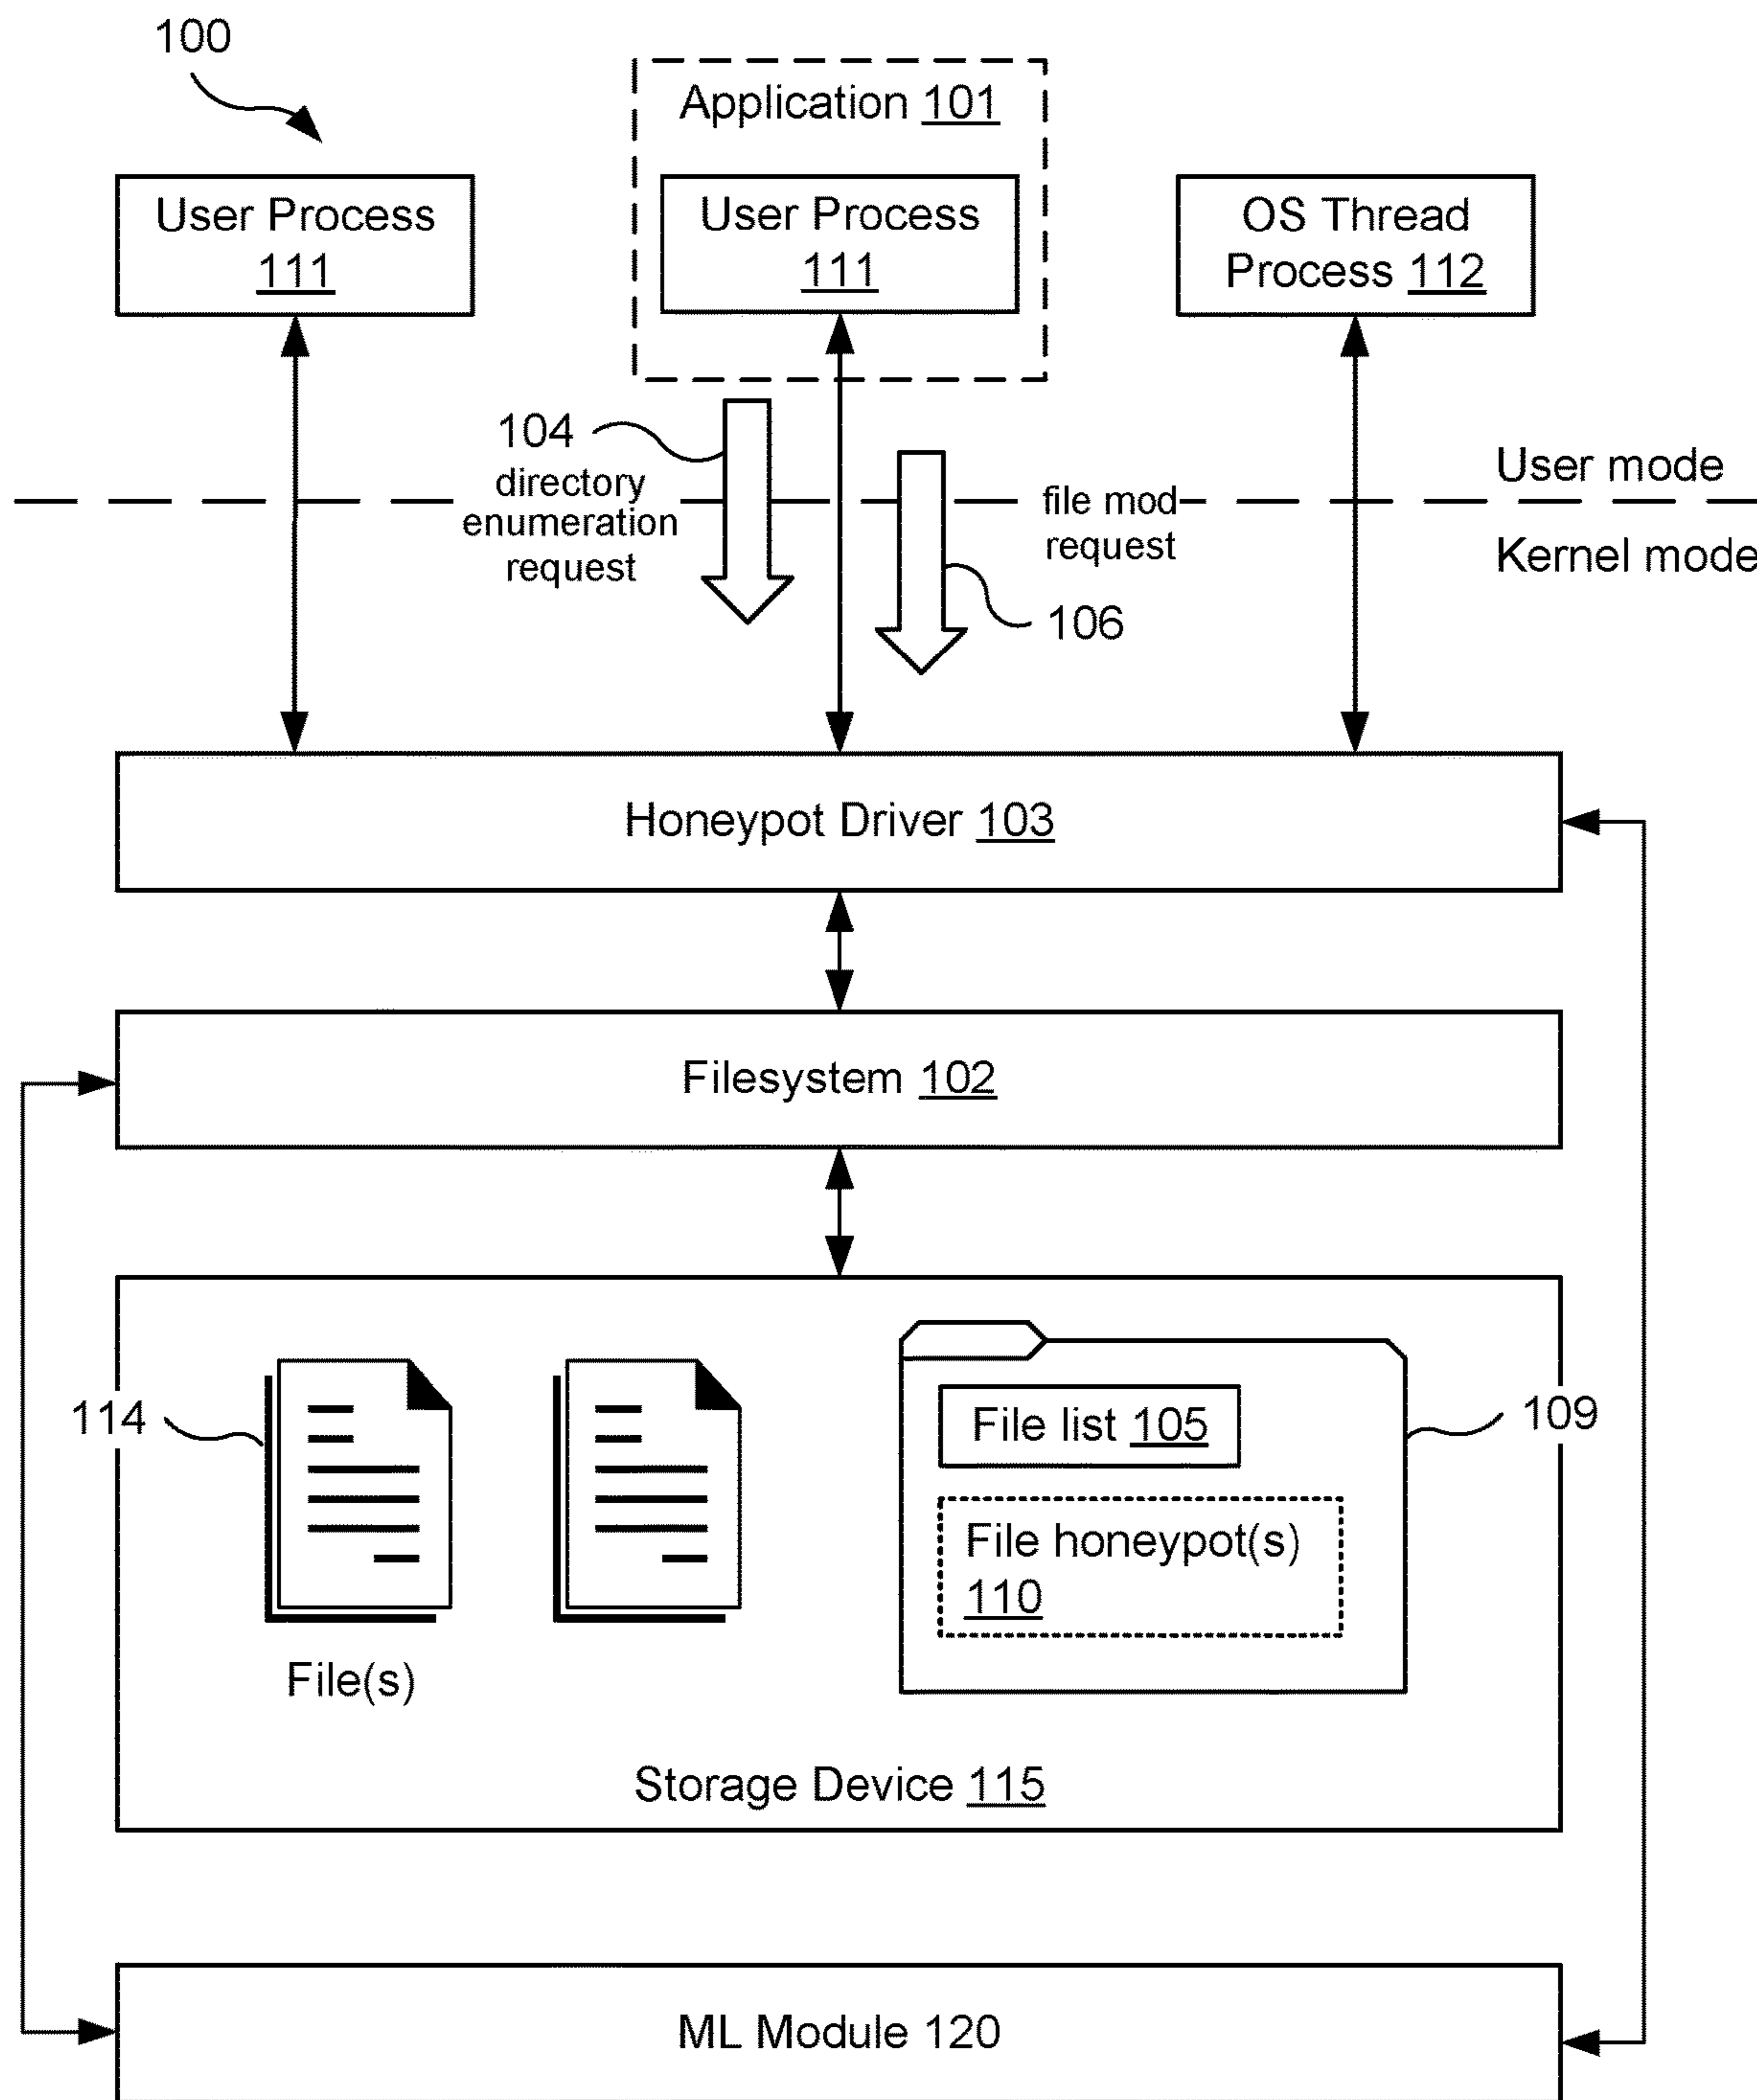 100
Application 101
User Process
111
User Process
111
OS Thread
Process 112
104
directory
enumeration
request
file mod
request
106
User mode
Kernel mode
Honeypot Driver 103
Filesystem 102
114
File(s)
File list 105
File honeypot(s)
110
109
Storage Device 115
ML Module 120